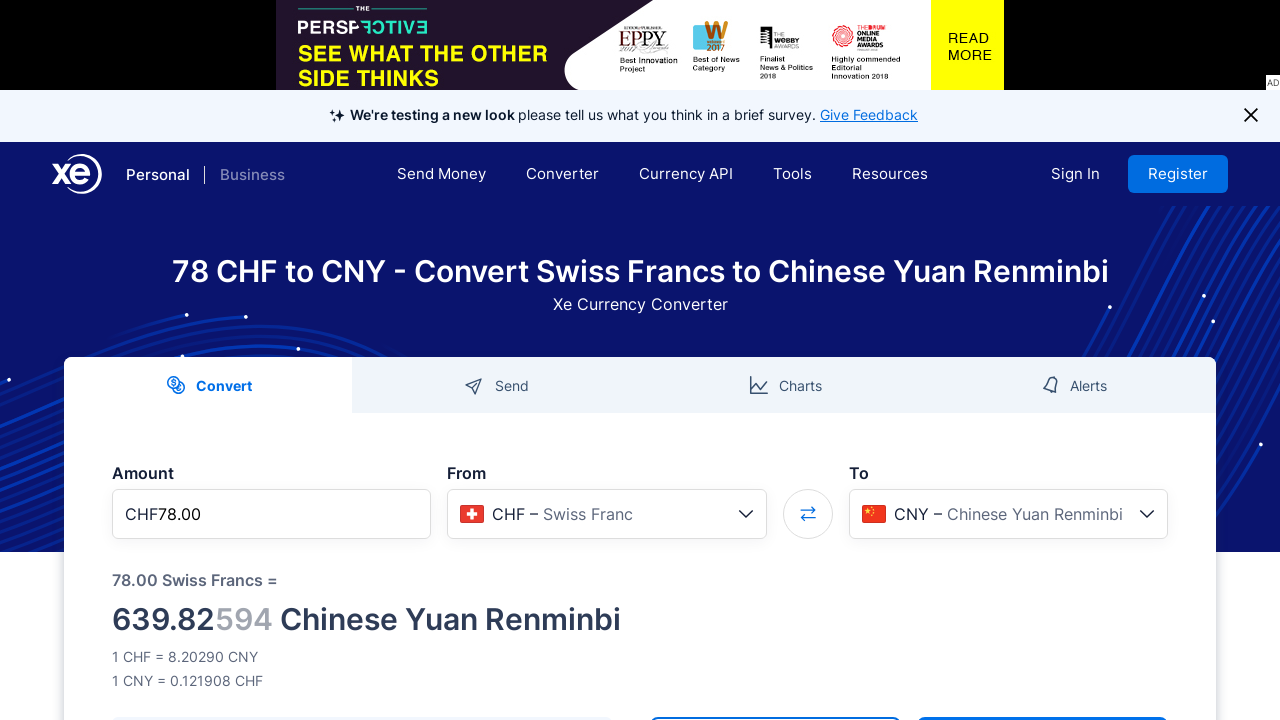 THE
PERSPECTIVE
SEE WHAT THE OTHER
SIDE THINKS
EPPY
2017
Best Innovation
Project
W
2017
Best of News
Category
THE
WEBBY
AWARDS
Finalist
News & Politics
2018
THE DRUM
ONLINE
MEDIA
AWARDS
Highly commended
Editorial
Innovation 2018
READ
MORE
AD
We're testing a new look please tell us what you think in a brief survey. Give Feedback
xe
Personal
Business
Send Money
Converter
Currency API
Tools
Resources
Sign In
Register
78 CHF to CNY - Convert Swiss Francs to Chinese Yuan Renminbi
Xe Currency Converter
Convert
Send
Charts
Alerts
Amount
From
To
CHF78.00
CHF – Swiss Franc
CNY – Chinese Yuan Renminbi
78.00 Swiss Francs =
639.82594 Chinese Yuan Renminbi
1 CHF = 8.20290 CNY
1 CNY = 0.121908 CHF